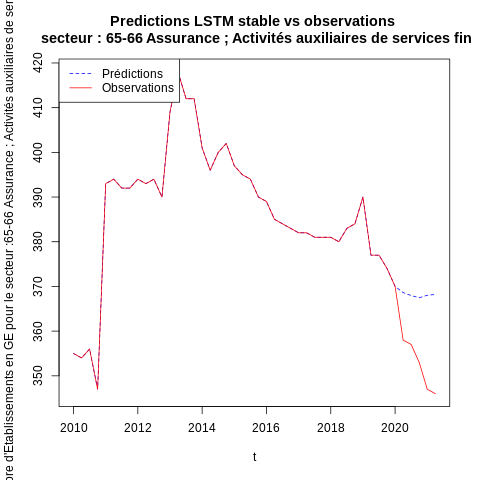 Predictions LSTM stable vs observations
secteur : 65-66 Assurance ; Activités auxiliaires de services fin
Prédictions
Observations
420
410
400
390
380
370
360
350
bre d'Etablissements en GE pour le secteur :65-66 Assurance ; Activités auxiliaires de ser
2010 2012 2014 2016 2018 2020
t